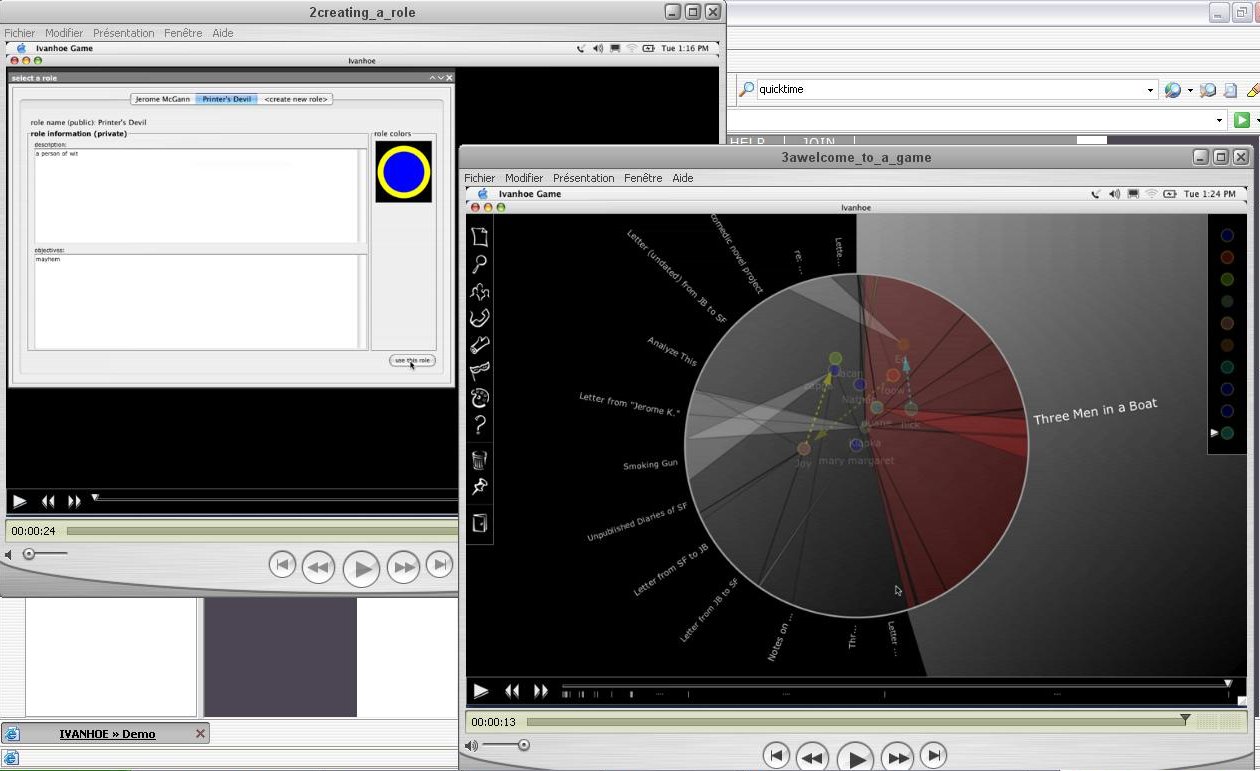 2creating_a_role
Fichier Modifier Présentation Fenêtre Aide
Ivanhoe Game
Tue 1:16 PM
Ivanhoe
select a role
Jerome McGann Printer's Devil <create new role>
role name (public): Printer's Devil
role information (private)
role colors
description:
a person of wit
objectives:
mayhem
use this role
00:00:24
IVANHOE » Demo
quicktime
HELP | JOIN |
3awelcome_to_a_game
Fichier Modifier Présentation Fenêtre Aide
Ivanhoe Game
Tue 1:24 PM
Ivanhoe
Lette...
re: ...
comedic novel project
Letter (undated) from JB to SF
Analyze This
Letter from "Jerome K."
Smoking Gun
Unpublished Diaries of SF
Letter from SF to JB
Letter from JB to SF
Notes on ...
Thr...
Letter ...
Three Men in a Boat
Joy
mary margaret
00:00:13